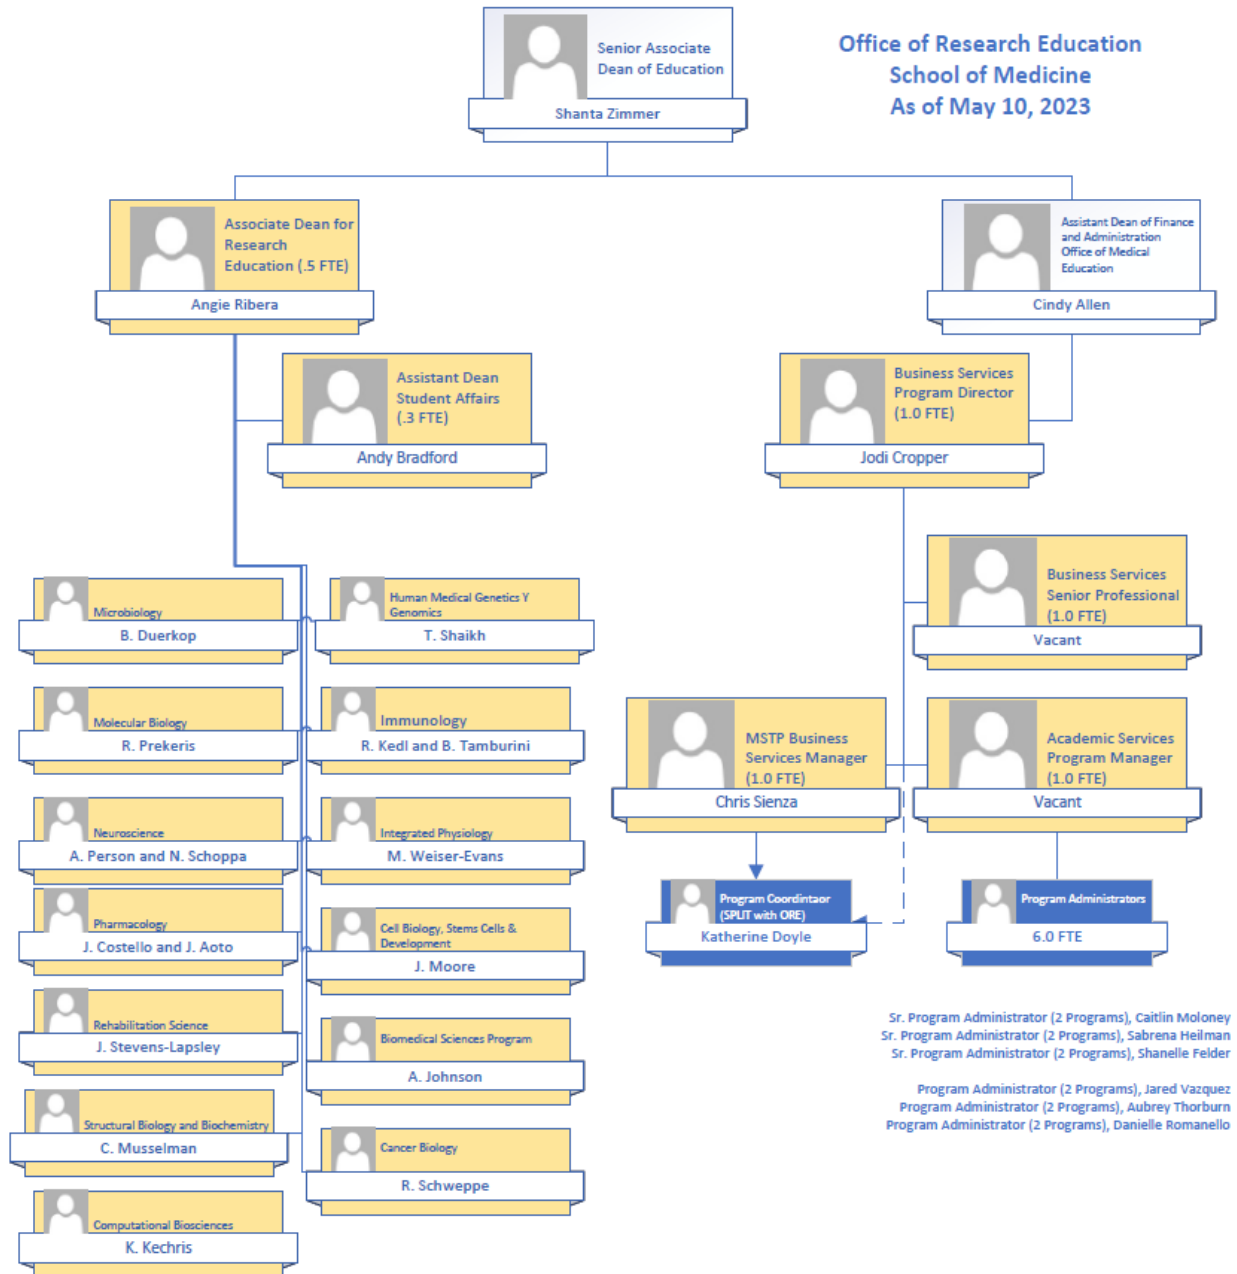 Office of Research Education
School of Medicine
As of May 10, 2023
Senior Associate
Dean of Education
Shanta Zimmer
Associate Dean for
Research
Education (.5 FTE)
Angie Ribera
Assistant Dean of Finance
and Administration
Office of Medical
Education
Cindy Allen
Assistant Dean
Student Affairs
(.3 FTE)
Andy Bradford
Business Services
Program Director
(1.0 FTE)
Jodi Cropper
Business Services
Senior Professional
(1.0 FTE)
Vacant
Microbiology
B. Duerkop
Human Medical Genetics Y
Genomics
T. Shaikh
Molecular Biology
R. Prekeris
Immunology
R. Kedl and B. Tamburini
MSTP Business
Services Manager
(1.0 FTE)
Chris Sienza
Academic Services
Program Manager
(1.0 FTE)
Vacant
Neuroscience
A. Person and N. Schoppa
Integrated Physiology
M. Weiser-Evans
Program Coordintaor
(SPLIT with ORE)
Katherine Doyle
Program Administrators
6.0 FTE
Pharmacology
J. Costello and J. Aoto
Cell Biology, Stems Cells &
Development
J. Moore
Rehabilitation Science
J. Stevens-Lapsley
Biomedical Sciences Program
A. Johnson
Structural Biology and Biochemistry
C. Musselman
Cancer Biology
R. Schweppe
Computational Biosciences
K. Kechris
Sr. Program Administrator (2 Programs), Caitlin Moloney
Sr. Program Administrator (2 Programs), Sabrena Heilman
Sr. Program Administrator (2 Programs), Shanelle Felder
Program Administrator (2 Programs), Jared Vazquez
Program Administrator (2 Programs), Aubrey Thorburn
Program Administrator (2 Programs), Danielle Romanello